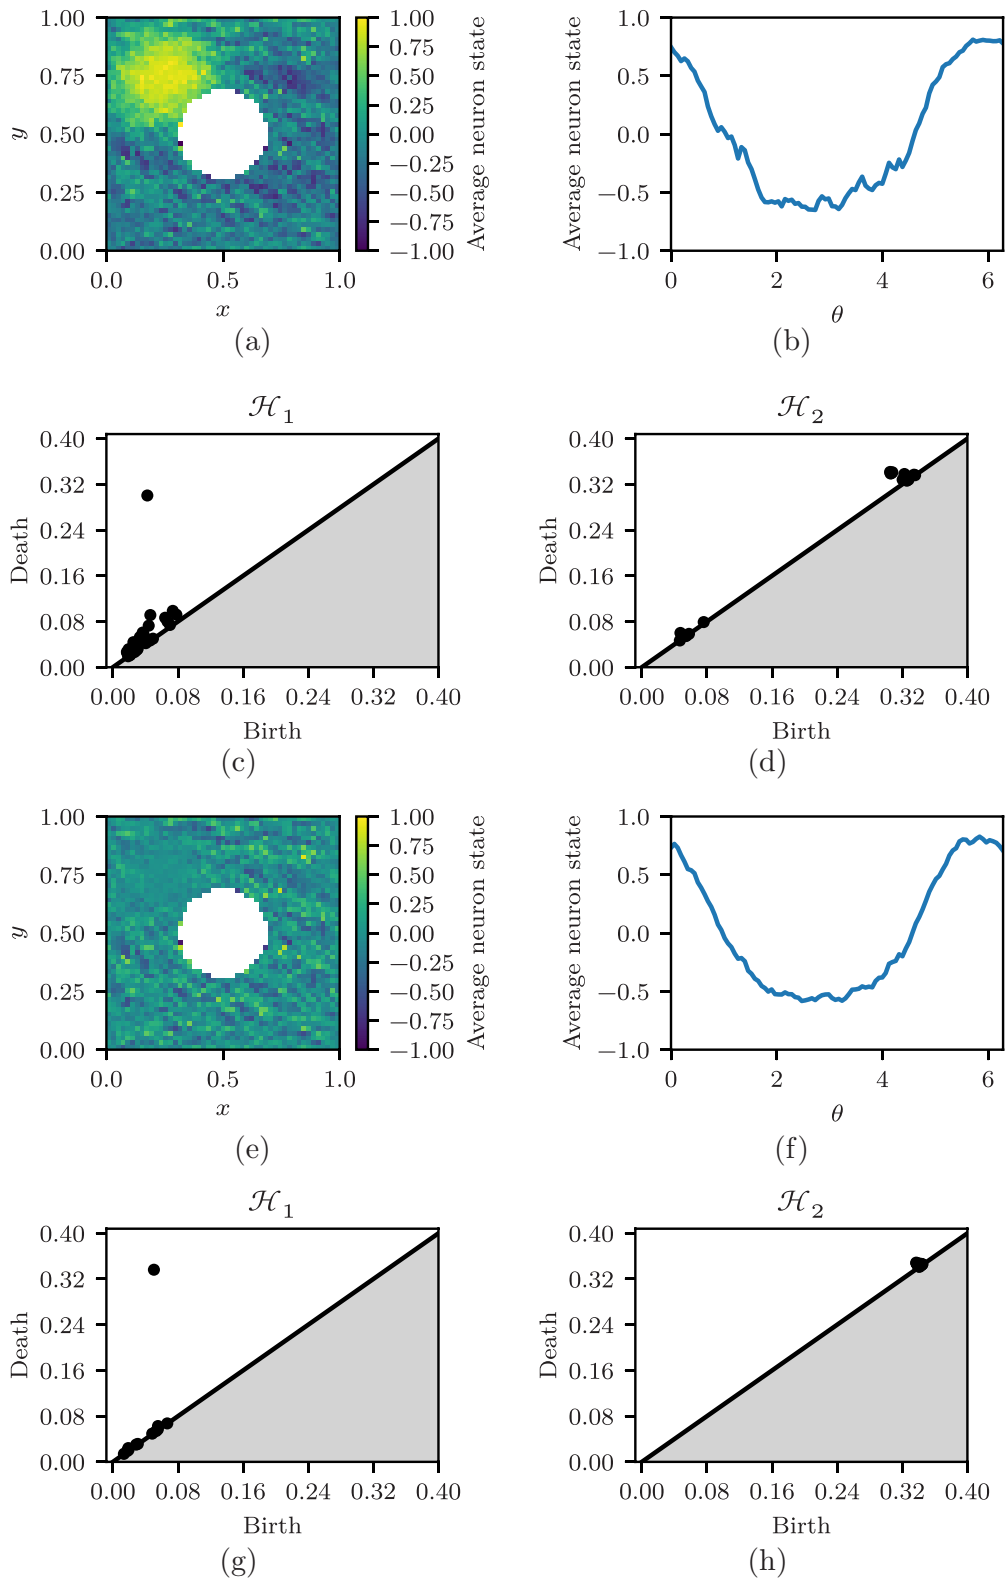 1.00
0.75
0.50
0.25
0.00
y
0.0 0.5 1.0
x
1.00
0.75
0.50
0.25
0.00
−0.25
−0.50
−0.75
−1.00
Average neuron state
(a)
1.0
0.5
0.0
−0.5
−1.0
Average neuron state
0 2 4 6
θ
(b)
ℋ1
0.40
0.32
0.24
0.16
0.08
0.00
Death
0.00 0.08 0.16 0.24 0.32 0.40
Birth
(c)
ℋ2
0.40
0.32
0.24
0.16
0.08
0.00
Death
0.00 0.08 0.16 0.24 0.32 0.40
Birth
(d)
1.00
0.75
0.50
0.25
0.00
y
0.0 0.5 1.0
x
1.00
0.75
0.50
0.25
0.00
−0.25
−0.50
−0.75
−1.00
Average neuron state
(e)
1.0
0.5
0.0
−0.5
−1.0
Average neuron state
0 2 4 6
θ
(f)
ℋ1
0.40
0.32
0.24
0.16
0.08
0.00
Death
0.00 0.08 0.16 0.24 0.32 0.40
Birth
(g)
ℋ2
0.40
0.32
0.24
0.16
0.08
0.00
Death
0.00 0.08 0.16 0.24 0.32 0.40
Birth
(h)